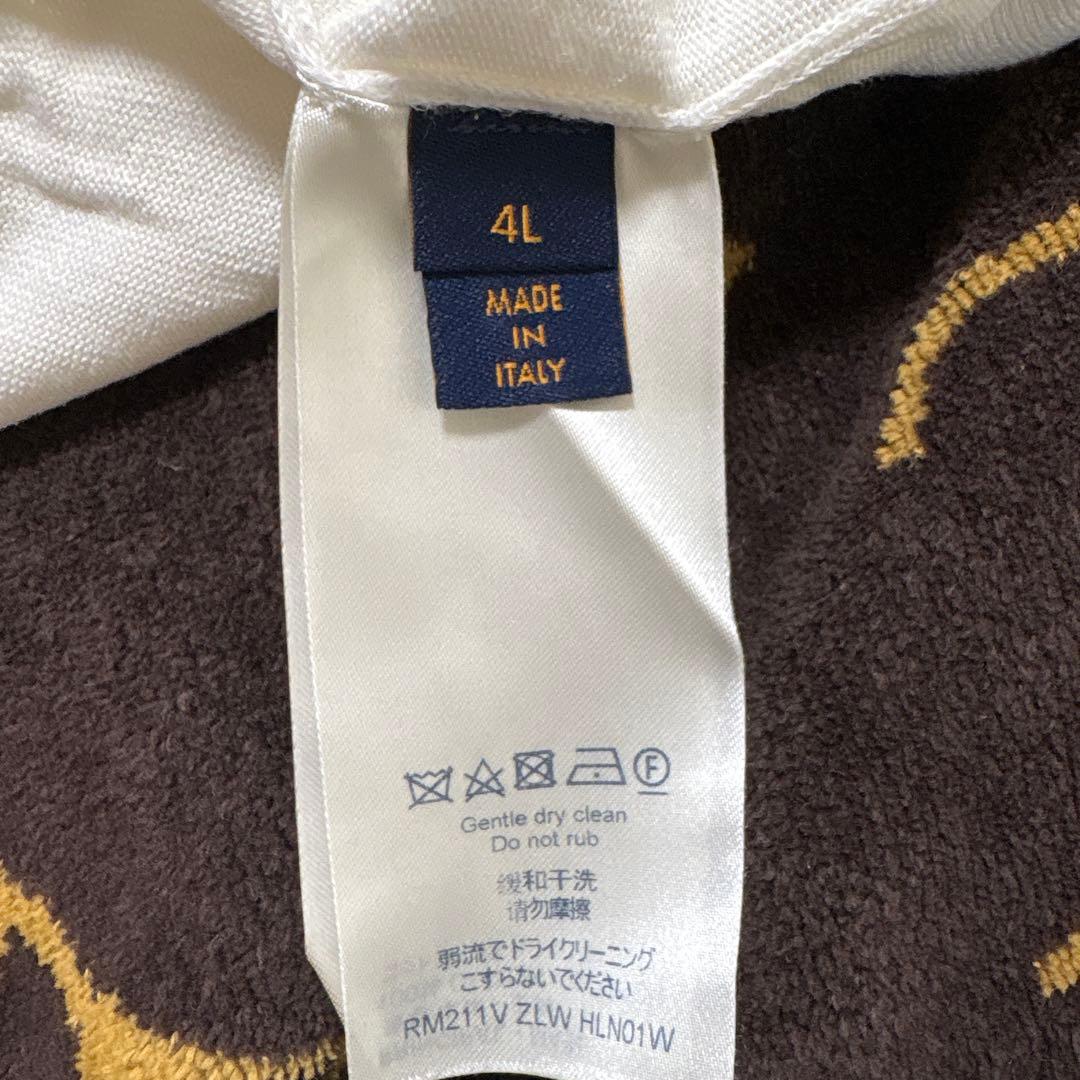 4L
MADE
IN
ITALY
F
Gentle dry clean
Do not rub
缓和干洗
请勿摩擦
弱流でドライクリーニング
こすらないでください
RM211V ZLW HLN01W